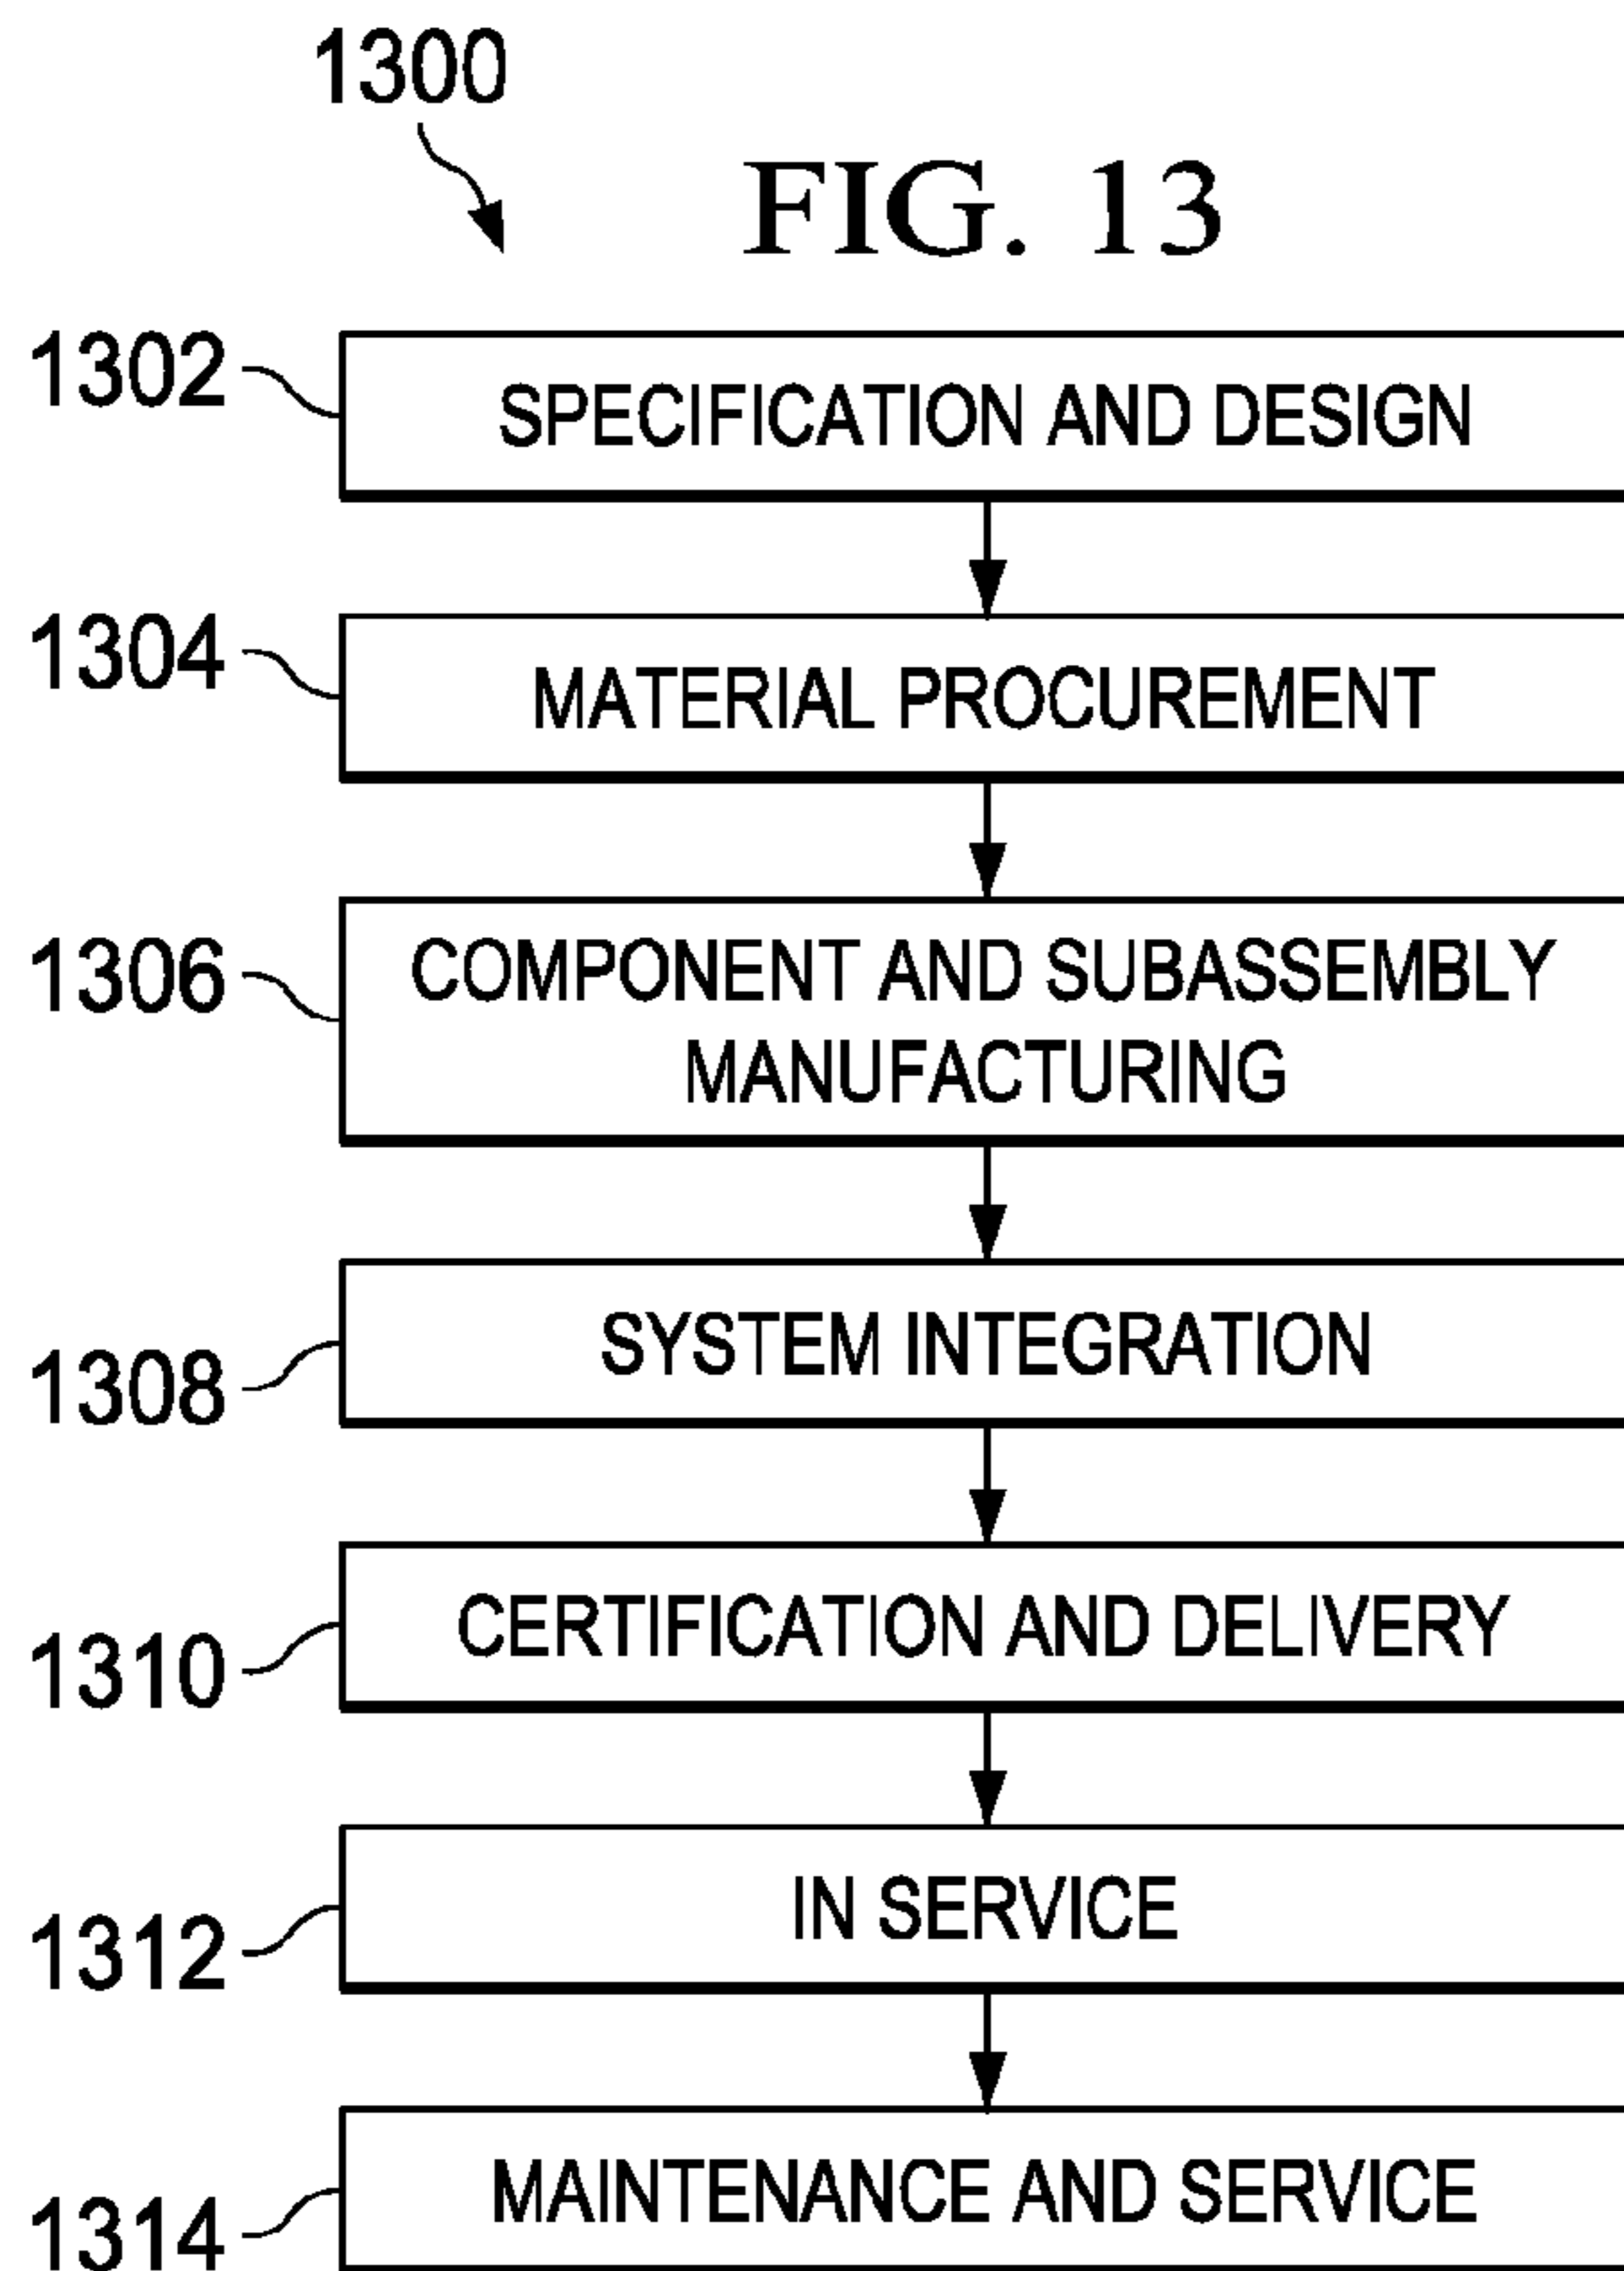 1300
FIG. 13
1302
SPECIFICATION AND DESIGN
1304
MATERIAL PROCUREMENT
1306
COMPONENT AND SUBASSEMBLY
MANUFACTURING
1308
SYSTEM INTEGRATION
1310
CERTIFICATION AND DELIVERY
1312
IN SERVICE
1314
MAINTENANCE AND SERVICE